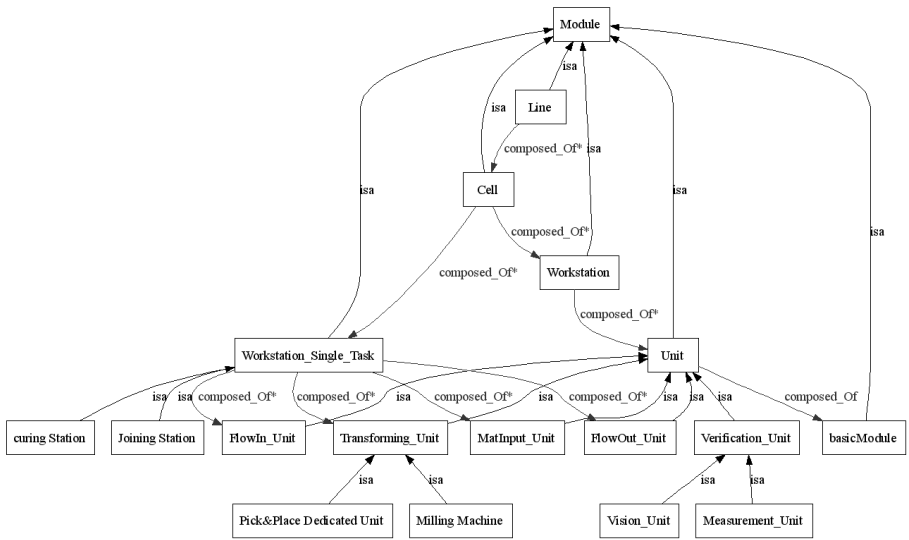 Module
isa
Line
isa
composed_Of*
isa
Cell
isa
isa
composed_Of*
isa
composed_Of*
Workstation
composed_Of*
Workstation_Single_Task
Unit
isa
isa
composed_Of*
composed_Of*
isa
composed_Of*
isa
composed_Of*
isa
isa
isa
composed_Of
curing Station
Joining Station
FlowIn_Unit
Transforming_Unit
MatInput_Unit
FlowOut_Unit
Verification_Unit
basicModule
isa
isa
isa
isa
Pick&Place Dedicated Unit
Milling Machine
Vision_Unit
Measurement_Unit